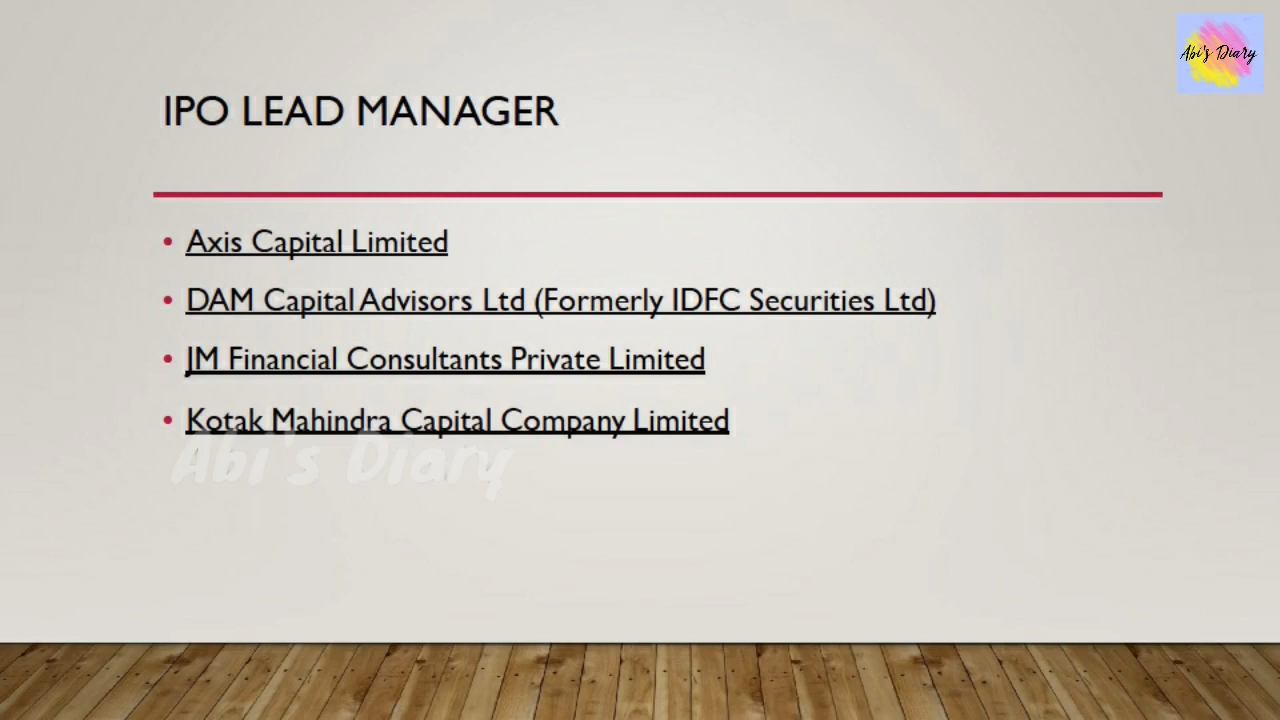 Abi's Diary
IPO LEAD MANAGER
• Axis Capital Limited
• DAM Capital Advisors Ltd (Formerly IDFC Securities Ltd)
• JM Financial Consultants Private Limited
• Kotak Mahindra Capital Company Limited
Abi's Diary